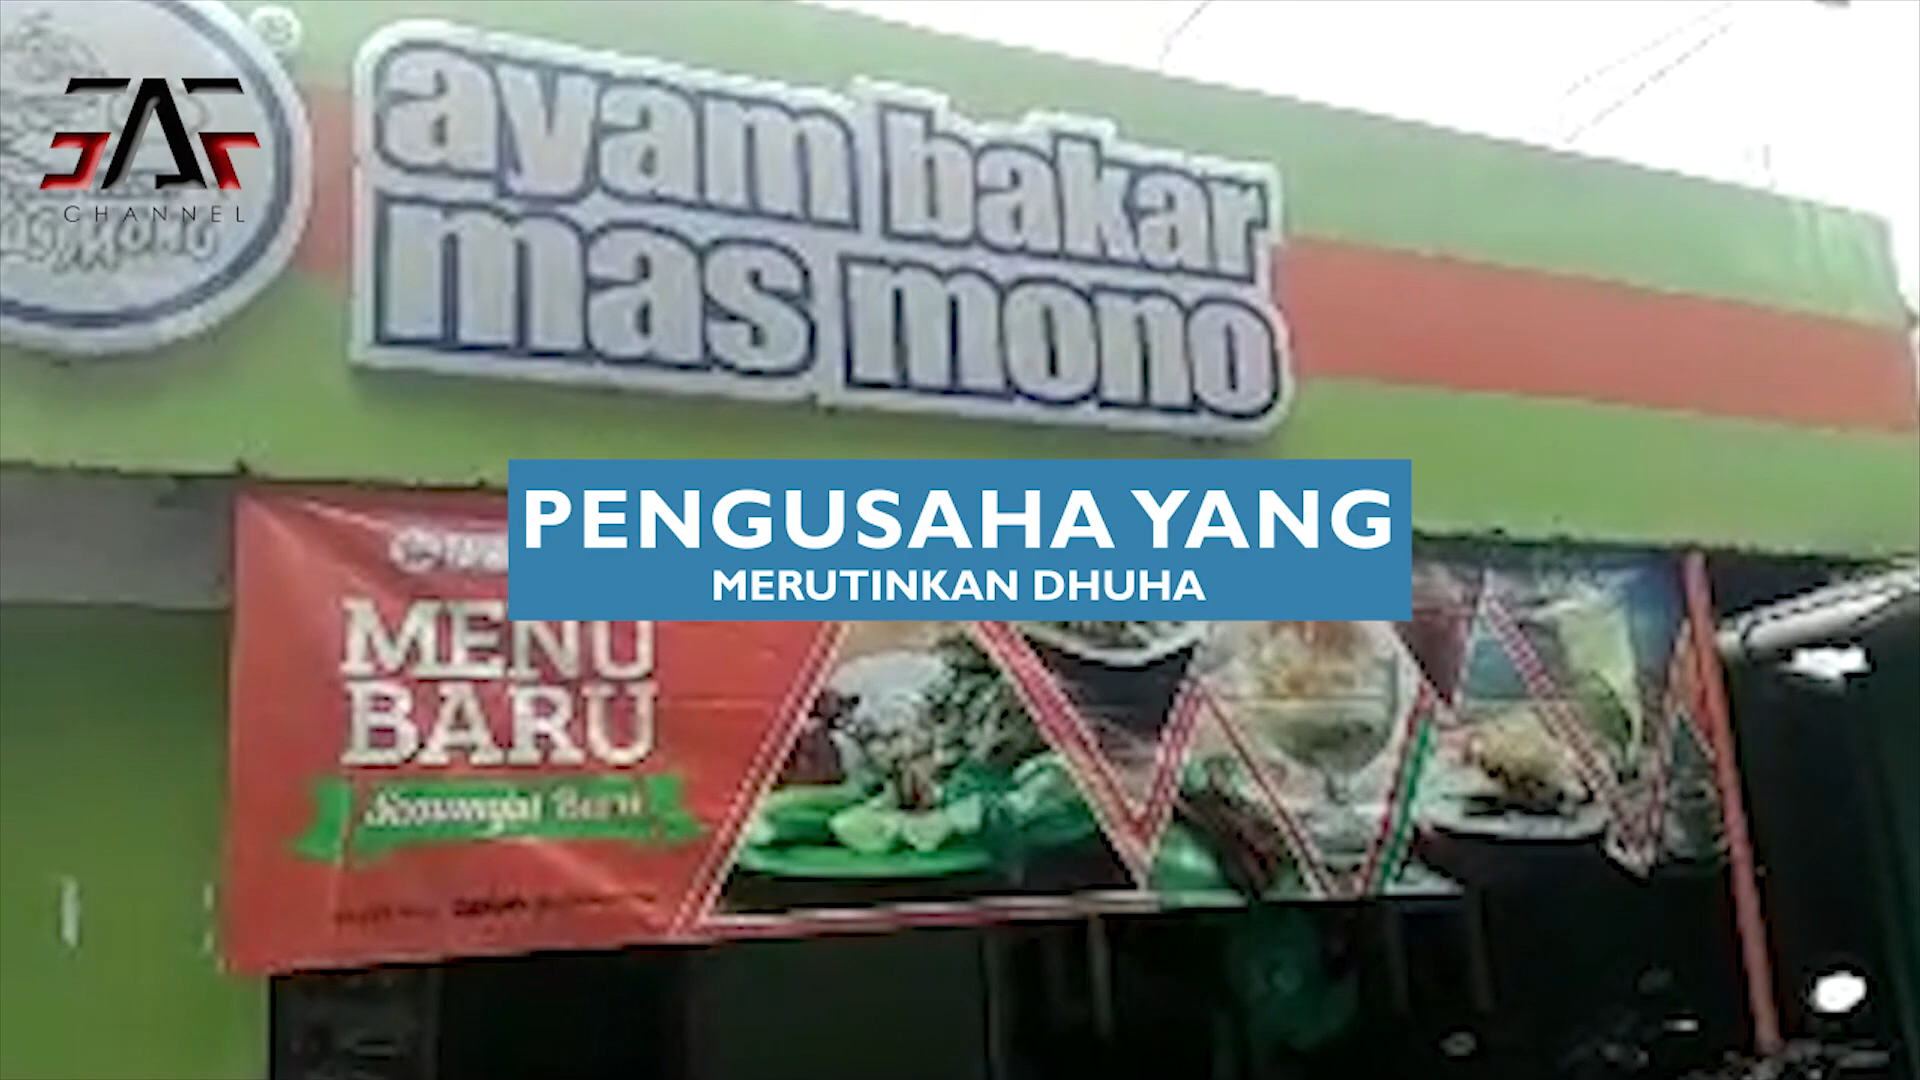 CHANNEL
ayam bakar
mas mono
PENGUSAHA YANG
MERUTINKAN DHUHA
MENU
BARU